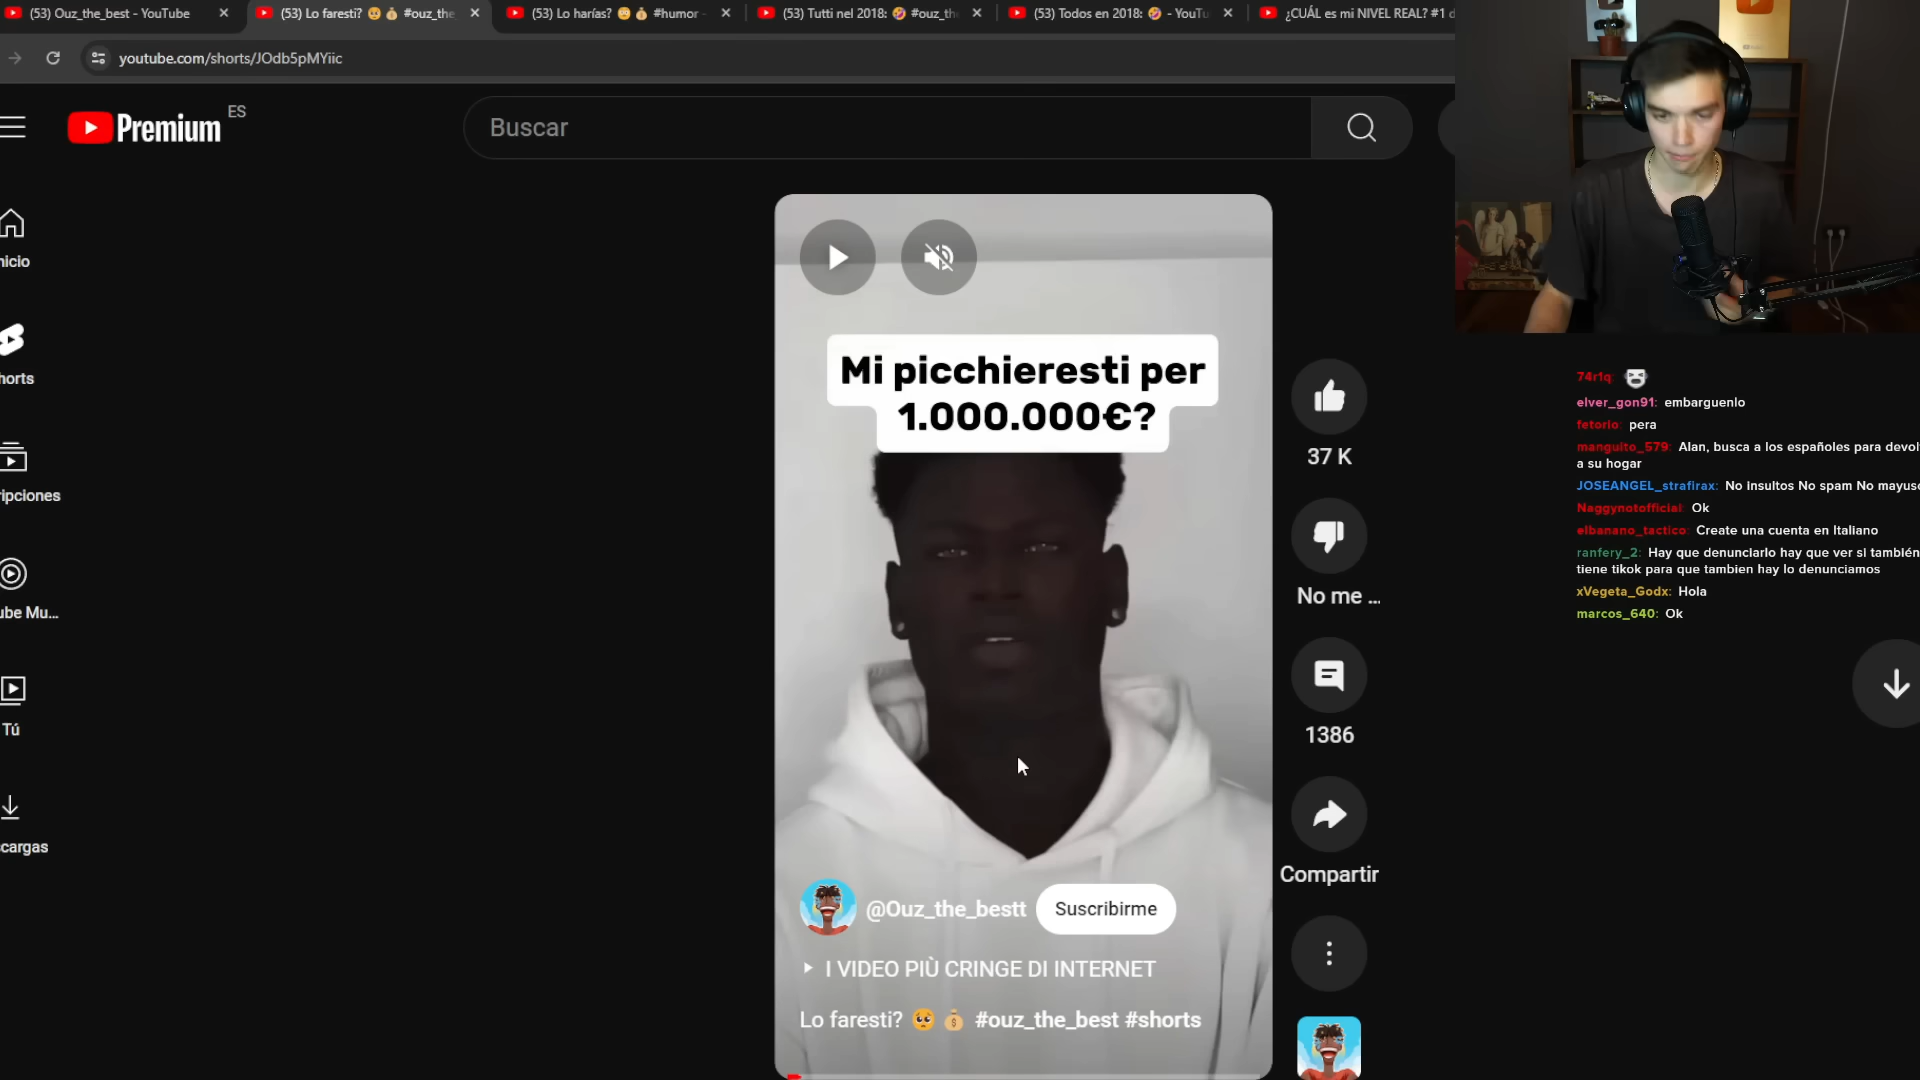 (53) Ouz_the_best - YouTube
(53) Lo faresti? 🥺💰 #ouz_the
(53) Lo harías? 😳💰 #humor -
(53) Tutti nel 2018: 🤣 #ouz_th
(53) Todos en 2018: 🤣 - YouTu
¿CUÁL es mi NIVEL REAL? #1 d
youtube.com/shorts/JOdb5pMYiic
Premium ES
Buscar
nicio
horts
ripciones
ube Mu...
Tú
cargas
Mi picchieresti per
1.000.000€?
37 K
No me ...
1386
Compartir
@Ouz_the_bestt Suscribirme
I VIDEO PIÙ CRINGE DI INTERNET
Lo faresti? 🥺💰 #ouz_the_best #shorts
74r1q:
elver_gon91: embarguenlo
fetorio: pera
manguito_579: Alan, busca a los españoles para devol
a su hogar
JOSEANGEL_strafirax: No insultos No spam No mayus
Naggynotofficial: Ok
elbanano_tactico: Create una cuenta en Italiano
ranfery_2: Hay que denunciarlo hay que ver si también
tiene tikok para que tambien hay lo denunciamos
xVegeta_Godx: Hola
marcos_640: Ok